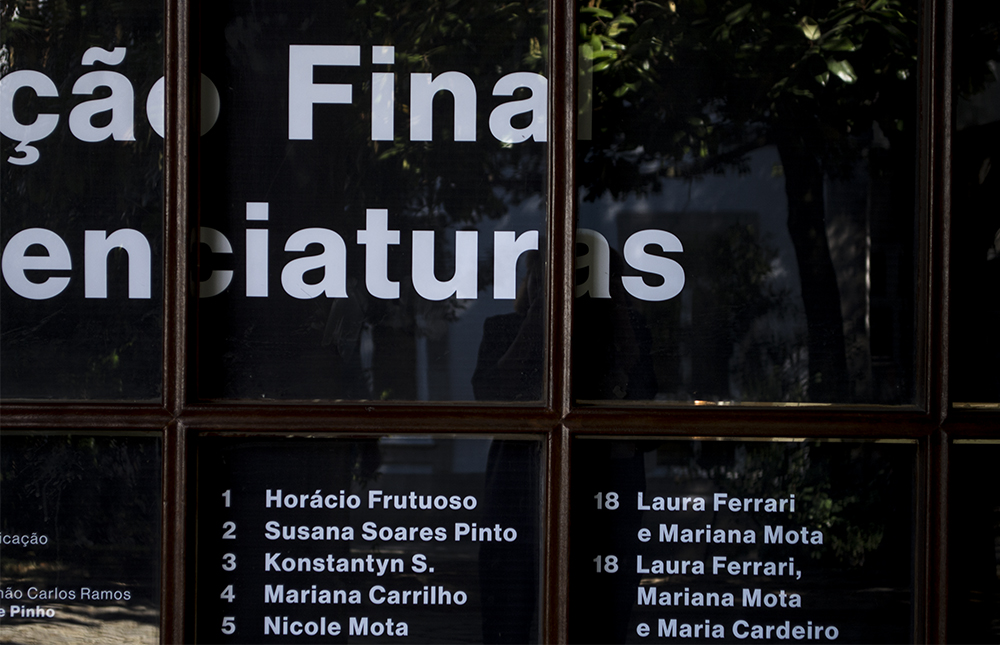 ção Final
enciaturas
icação
não Carlos Ramos
e Pinho
1 Horácio Frutuoso
2 Susana Soares Pinto
3 Konstantyn S.
4 Mariana Carrilho
5 Nicole Mota
18 Laura Ferrari
e Mariana Mota
18 Laura Ferrari,
Mariana Mota
e Maria Cardeiro